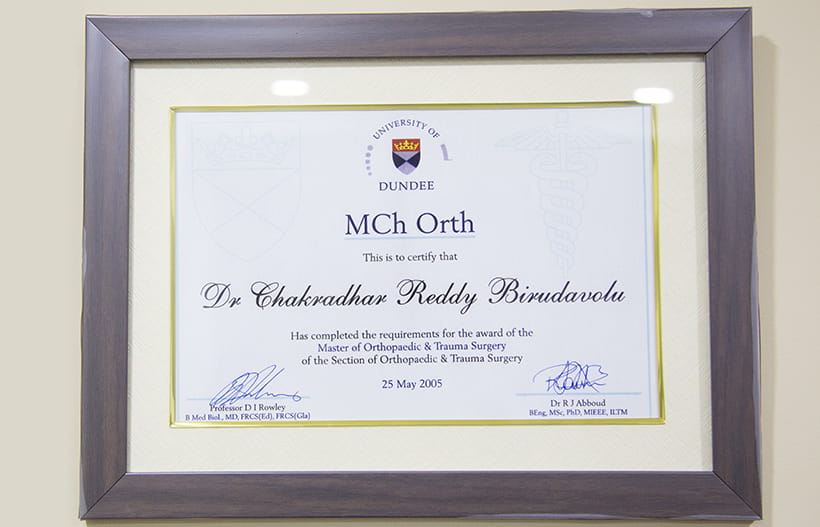 UNIVERSITY OF
DUNDEE
MCh Orth
This is to certify that
Dr Chakradhar Reddy Birudavolu
Has completed the requirements for the award of the
Master of Orthopaedic & Trauma Surgery
of the Section of Orthopaedic & Trauma Surgery
25 May 2005
Professor D I Rowley
B Med Biol., MD, FRCS(Ed), FRCS(Gla)
Dr R J Abboud
BEng, MSc, PhD, MIEEE, ILTM